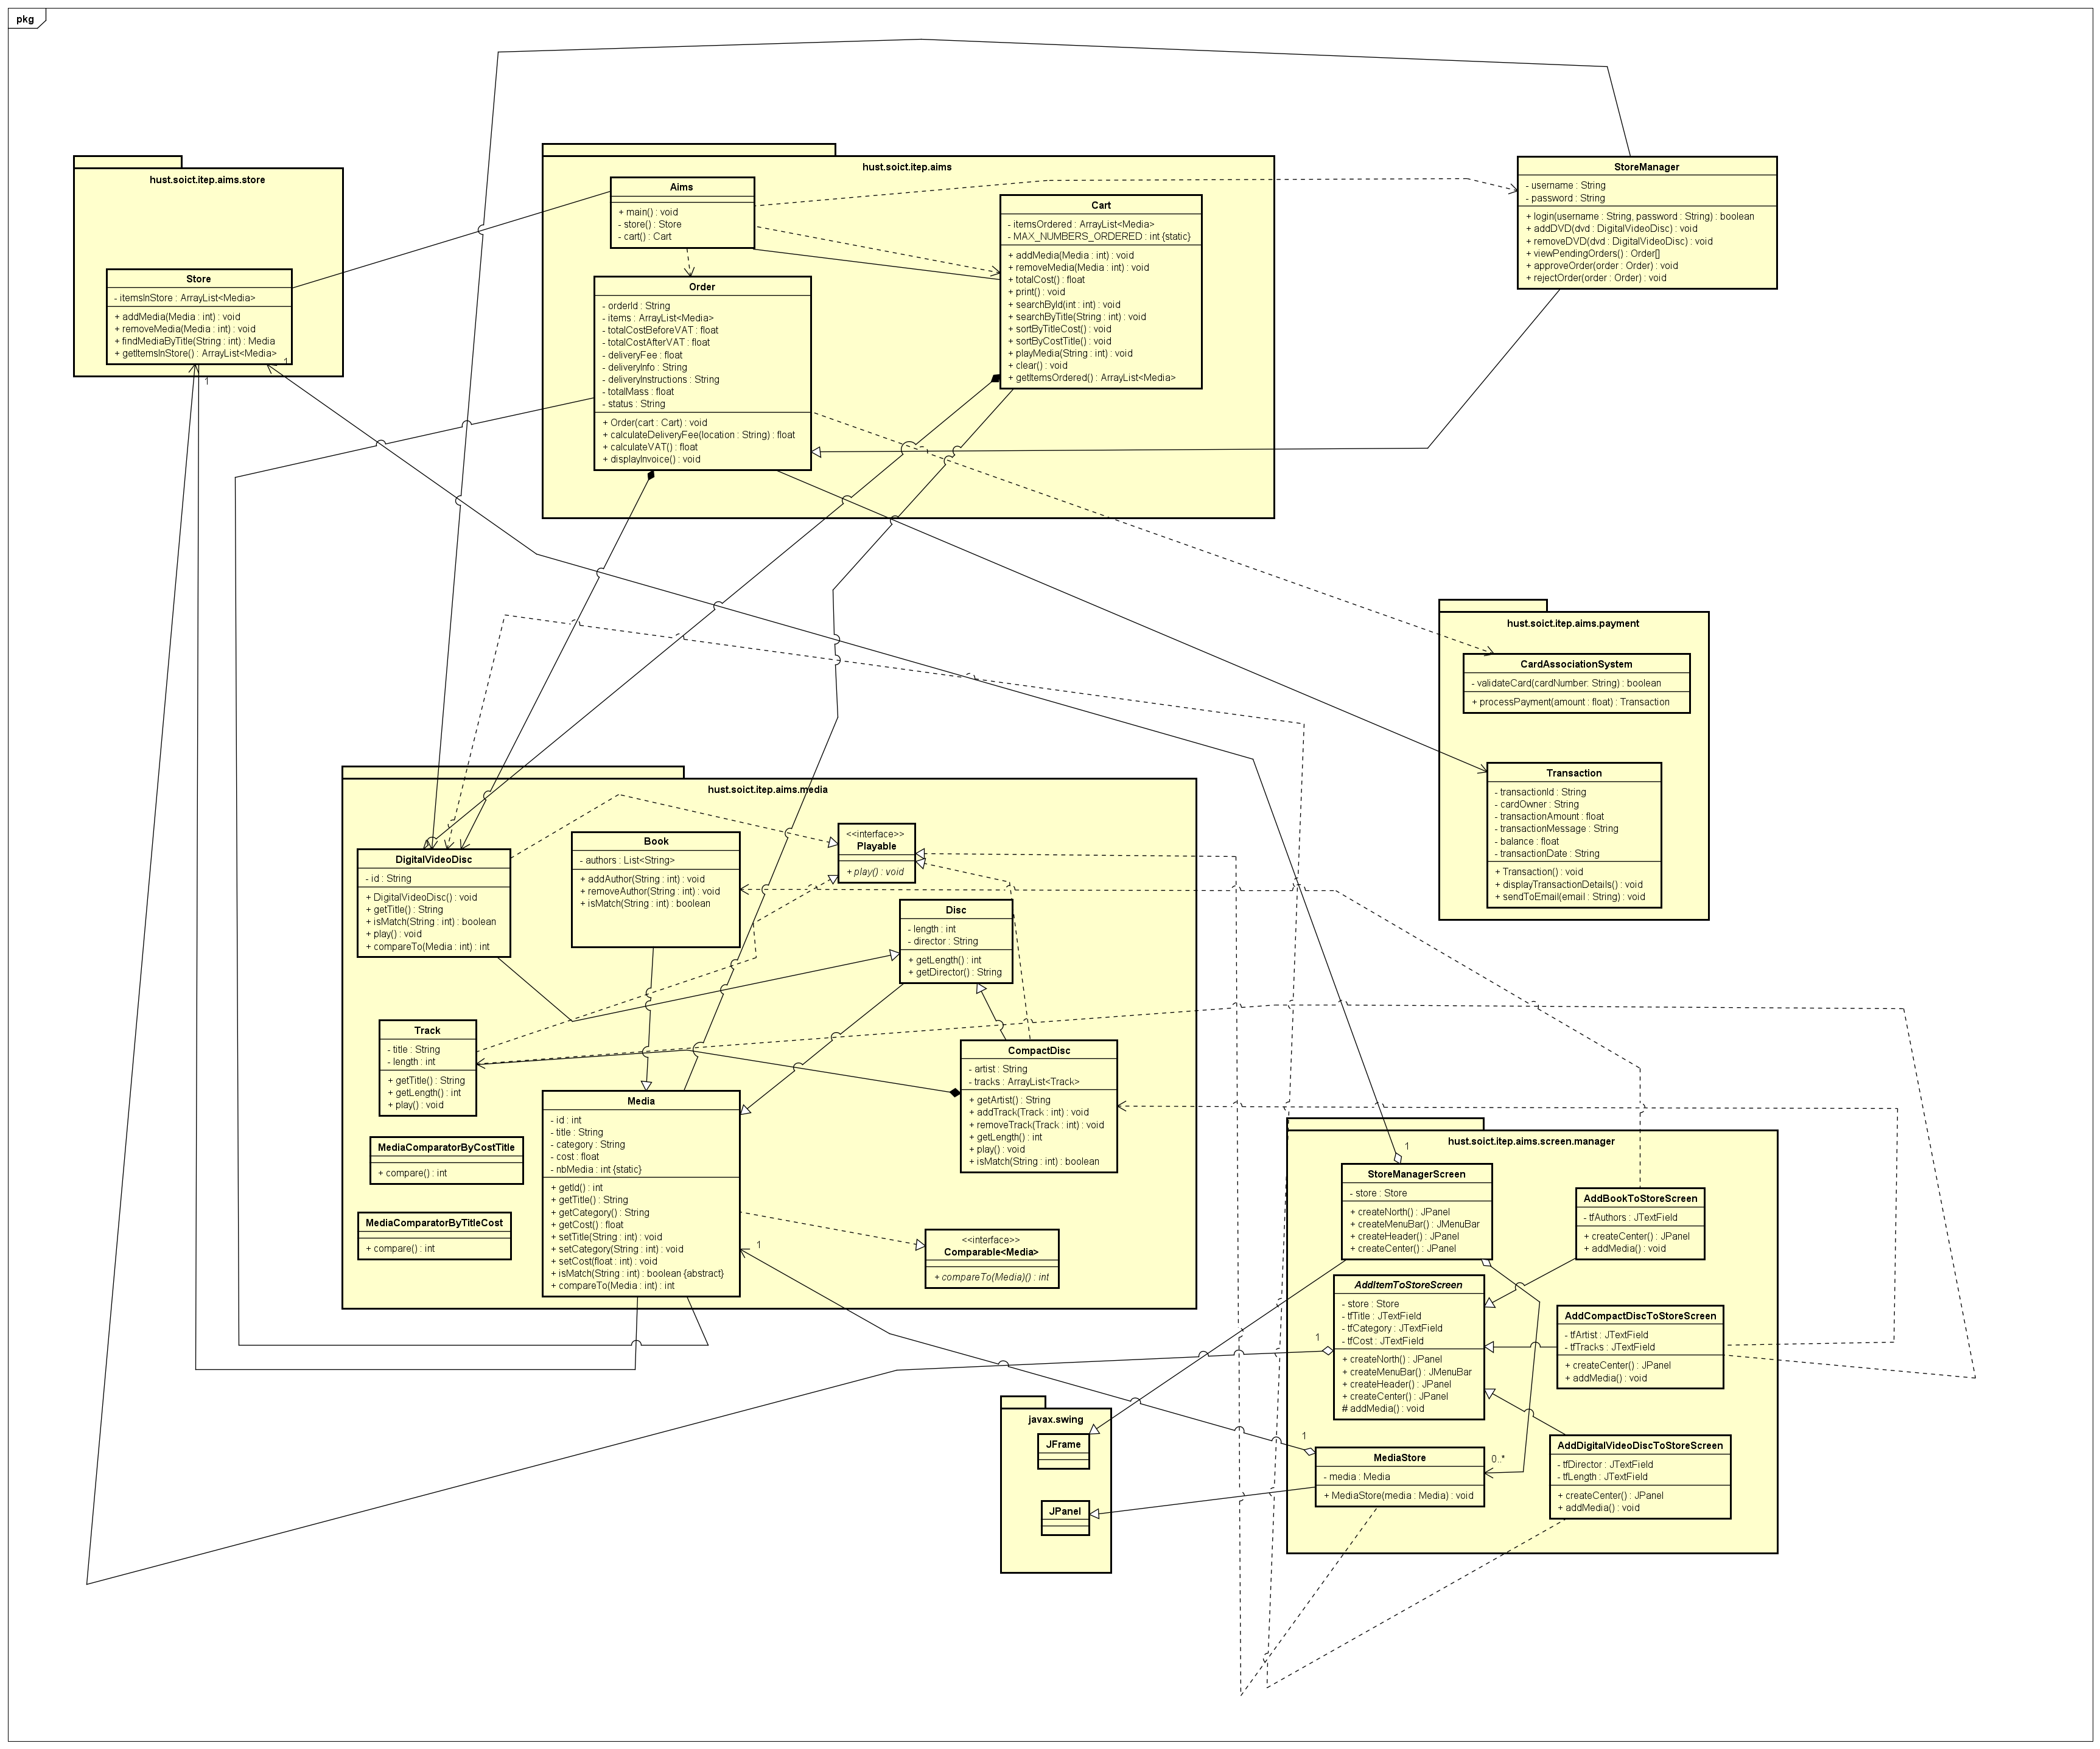 pkg
hust.soict.itep.aims.store
Store
- itemsInStore : ArrayList<Media>
+ addMedia(Media : int) : void
+ removeMedia(Media : int) : void
+ findMediaByTitle(String : int) : Media
+ getItemsInStore() : ArrayList<Media>
1
1
hust.soict.itep.aims
Aims
+ main() : void
- store() : Store
- cart() : Cart
Cart
- itemsOrdered : ArrayList<Media>
- MAX_NUMBERS_ORDERED : int {static}
+ addMedia(Media : int) : void
+ removeMedia(Media : int) : void
+ totalCost() : float
+ print() : void
+ searchById(int : int) : void
+ searchByTitle(String : int) : void
+ sortByTitleCost() : void
+ sortByCostTitle() : void
+ playMedia(String : int) : void
+ clear() : void
+ getItemsOrdered() : ArrayList<Media>
Order
- orderId : String
- items : ArrayList<Media>
- totalCostBeforeVAT : float
- totalCostAfterVAT : float
- deliveryFee : float
- deliveryInfo : String
- deliveryInstructions : String
- totalMass : float
- status : String
+ Order(cart : Cart) : void
+ calculateDeliveryFee(location : String) : float
+ calculateVAT() : float
+ displayInvoice() : void
StoreManager
- username : String
- password : String
+ login(username : String, password : String) : boolean
+ addDVD(dvd : DigitalVideoDisc) : void
+ removeDVD(dvd : DigitalVideoDisc) : void
+ viewPendingOrders() : Order[]
+ approveOrder(order : Order) : void
+ rejectOrder(order : Order) : void
hust.soict.itep.aims.payment
CardAssociationSystem
- validateCard(cardNumber: String) : boolean
+ processPayment(amount : float) : Transaction
Transaction
- transactionId : String
- cardOwner : String
- transactionAmount : float
- transactionMessage : String
- balance : float
- transactionDate : String
+ Transaction() : void
+ displayTransactionDetails() : void
+ sendToEmail(email : String) : void
hust.soict.itep.aims.media
DigitalVideoDisc
- id : String
+ DigitalVideoDisc() : void
+ getTitle() : String
+ isMatch(String : int) : boolean
+ play() : void
+ compareTo(Media : int) : int
Book
- authors : List<String>
+ addAuthor(String : int) : void
+ removeAuthor(String : int) : void
+ isMatch(String : int) : boolean
<<interface>>
Playable
+ play() : void
Disc
- length : int
- director : String
+ getLength() : int
+ getDirector() : String
Track
- title : String
- length : int
+ getTitle() : String
+ getLength() : int
+ play() : void
CompactDisc
- artist : String
- tracks : ArrayList<Track>
+ getArtist() : String
+ addTrack(Track : int) : void
+ removeTrack(Track : int) : void
+ getLength() : int
+ play() : void
+ isMatch(String : int) : boolean
MediaComparatorByCostTitle
+ compare() : int
MediaComparatorByTitleCost
+ compare() : int
Media
- id : int
- title : String
- category : String
- cost : float
- nbMedia : int {static}
+ getId() : int
+ getTitle() : String
+ getCategory() : String
+ getCost() : float
+ setTitle(String : int) : void
+ setCategory(String : int) : void
+ setCost(float : int) : void
+ isMatch(String : int) : boolean {abstract}
+ compareTo(Media : int) : int
1
<<interface>>
Comparable<Media>
+ compareTo(Media)() : int
hust.soict.itep.aims.screen.manager
1
StoreManagerScreen
- store : Store
+ createNorth() : JPanel
+ createMenuBar() : JMenuBar
+ createHeader() : JPanel
+ createCenter() : JPanel
AddBookToStoreScreen
- tfAuthors : JTextField
+ createCenter() : JPanel
+ addMedia() : void
AddItemToStoreScreen
- store : Store
- tfTitle : JTextField
- tfCategory : JTextField
- tfCost : JTextField
+ createNorth() : JPanel
+ createMenuBar() : JMenuBar
+ createHeader() : JPanel
+ createCenter() : JPanel
# addMedia() : void
1
AddCompactDiscToStoreScreen
- tfArtist : JTextField
- tfTracks : JTextField
+ createCenter() : JPanel
+ addMedia() : void
1
0..*
MediaStore
- media : Media
+ MediaStore(media : Media) : void
AddDigitalVideoDiscToStoreScreen
- tfDirector : JTextField
- tfLength : JTextField
+ createCenter() : JPanel
+ addMedia() : void
javax.swing
JFrame
JPanel